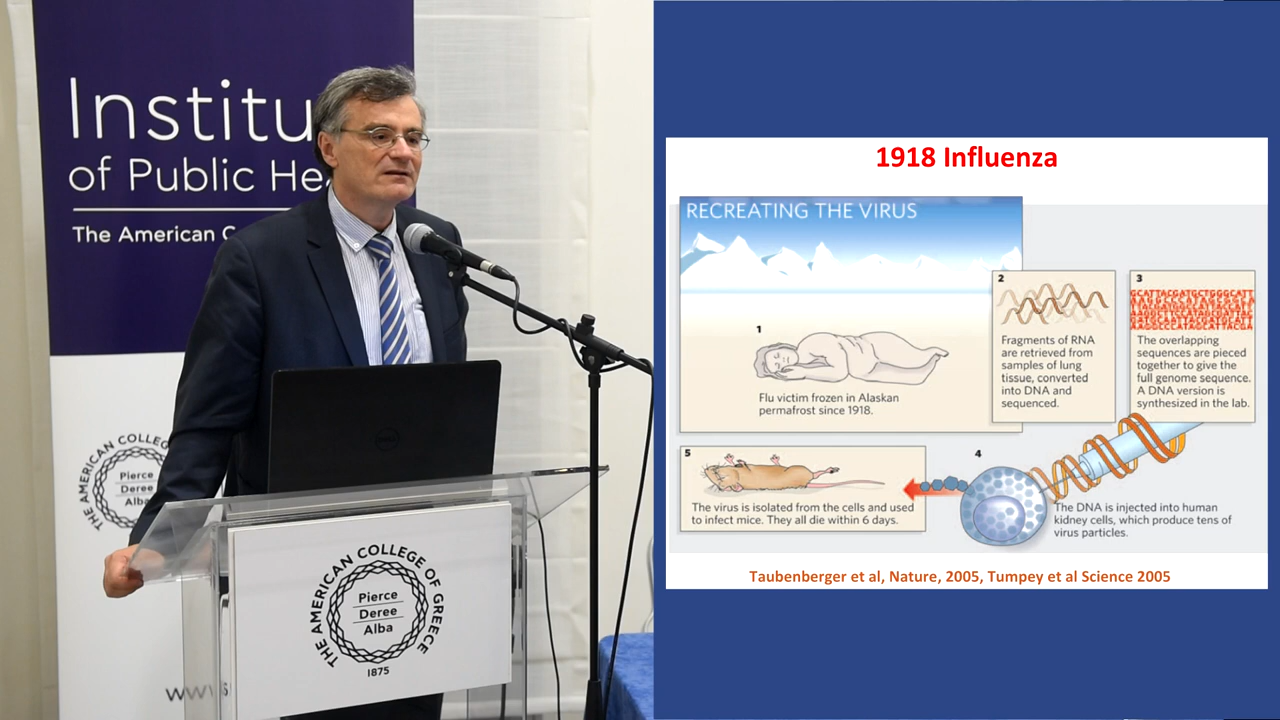 Institu
of Public He
The American C
THE AMERICAN COLLEG
Pierce
Deree
Alba
www.
THE AMERICAN COLLEGE OF GREECE
Pierce
Deree
Alba
1875
1918 Influenza
RECREATING THE VIRUS
1
Flu victim frozen in Alaskan
permafrost since 1918.
2
Fragments of RNA
are retrieved from
samples of lung
tissue, converted
into DNA and
sequenced.
3
GCATTACGATGCTGGGCATT
The overlapping
sequences are pieced
together to give the
full genome sequence.
A DNA version is
synthesized in the lab.
4
The DNA is injected into human
kidney cells, which produce tens of
virus particles.
5
The virus is isolated from the cells and used
to infect mice. They all die within 6 days.
Taubenberger et al, Nature, 2005, Tumpey et al Science 2005